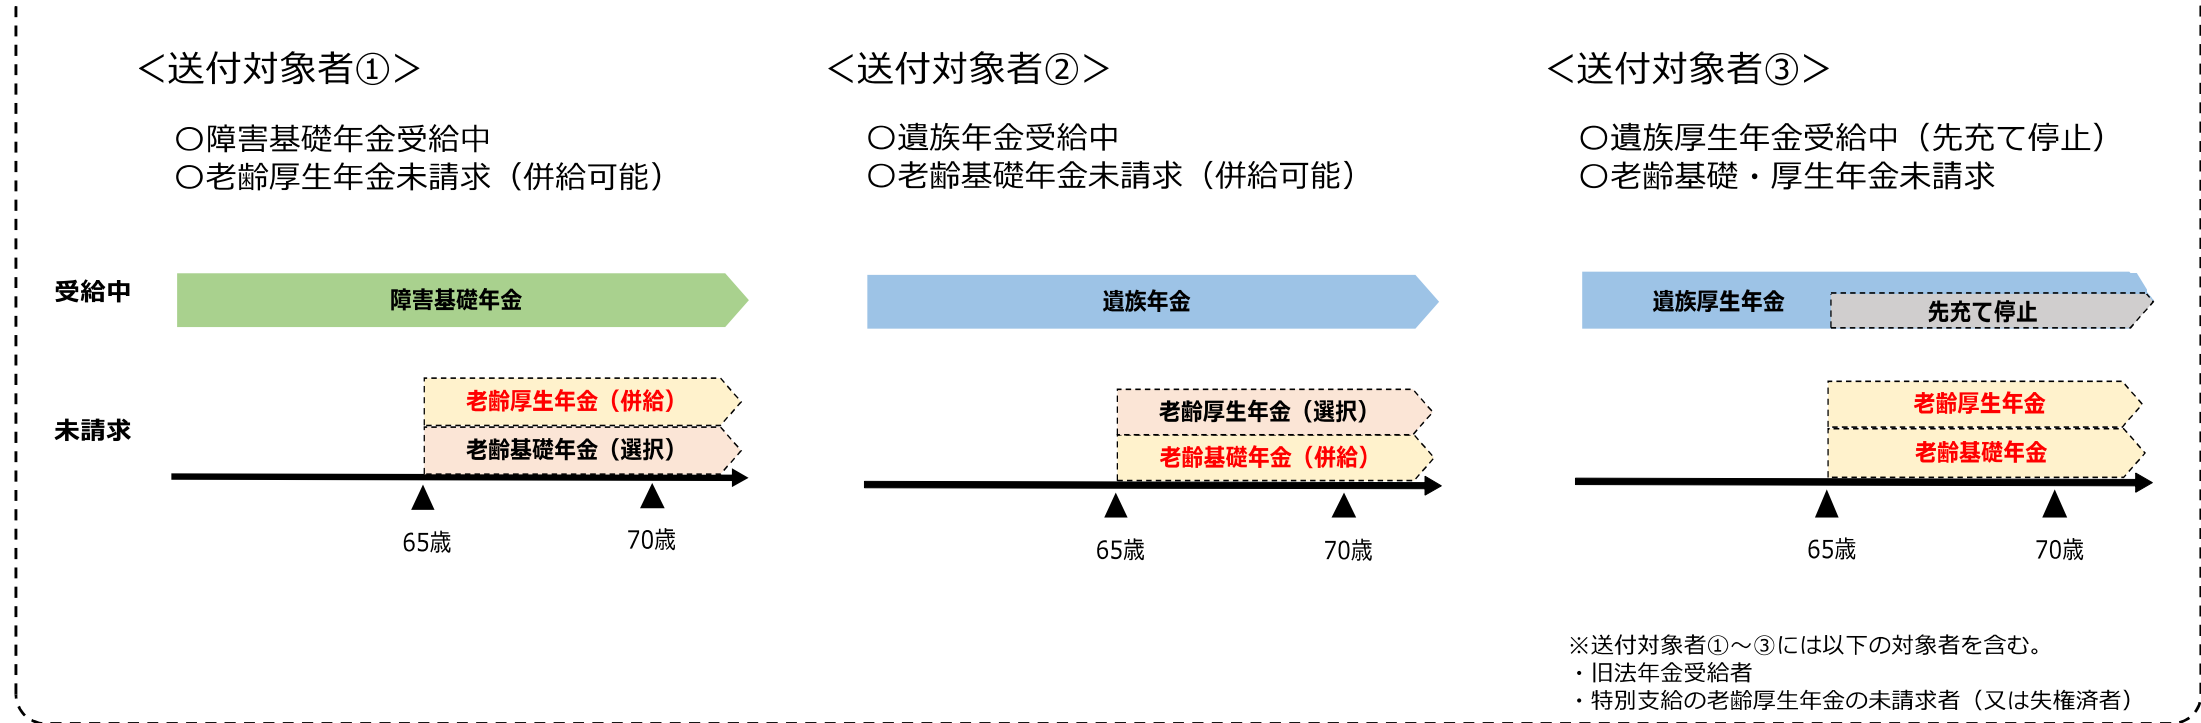 ＜送付対象者①＞
〇障害基礎年金受給中
〇老齢厚生年金未請求（併給可能）
＜送付対象者②＞
〇遺族年金受給中
〇老齢基礎年金未請求（併給可能）
＜送付対象者③＞
〇遺族厚生年金受給中（先充て停止）
〇老齢基礎・厚生年金未請求
受給中
未請求
障害基礎年金
老齢厚生年金（併給）
老齢基礎年金（選択）
65歳
70歳
遺族年金
老齢厚生年金（選択）
老齢基礎年金（併給）
65歳
70歳
遺族厚生年金
先充て停止
老齢厚生年金
老齢基礎年金
65歳
70歳
※送付対象者①～③には以下の対象者を含む。
・旧法年金受給者
・特別支給の老齢厚生年金の未請求者（又は失権済者）